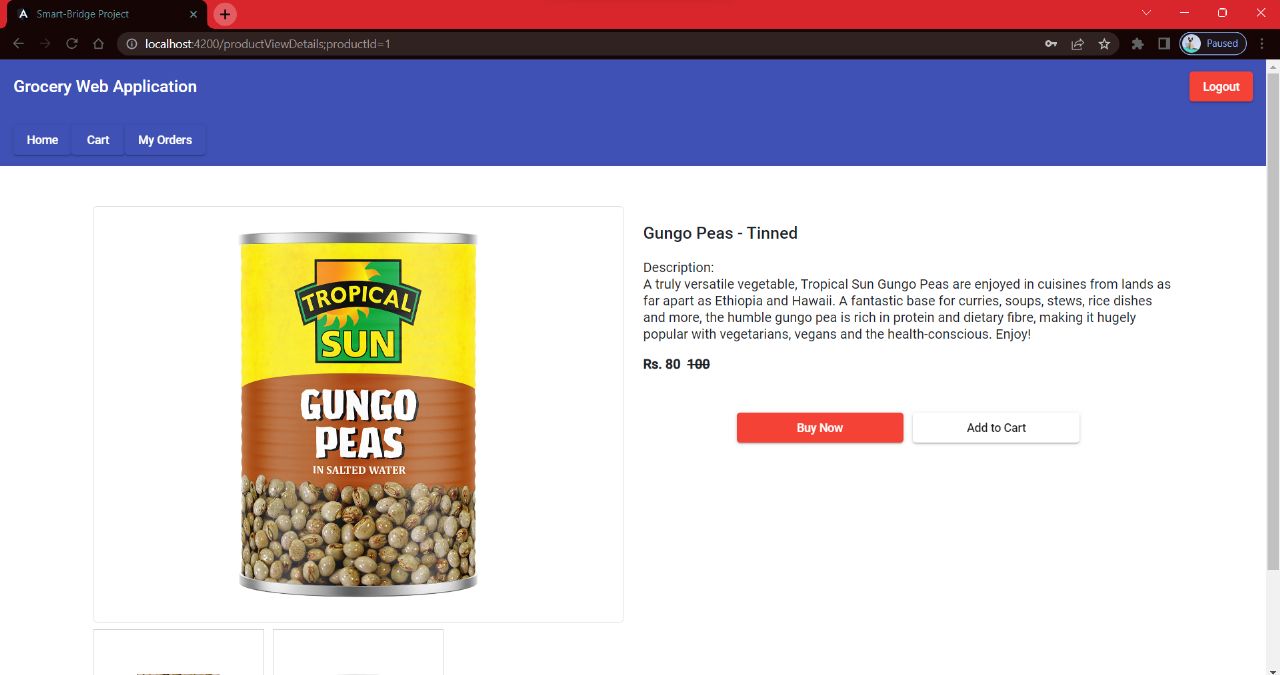 Smart-Bridge Project
localhost:4200/productViewDetails;productId=1
Paused
Grocery Web Application
Logout
Home
Cart
My Orders
TROPICAL
SUN
GUNGO
PEAS
IN SALTED WATER
Gungo Peas - Tinned
Description:
A truly versatile vegetable, Tropical Sun Gungo Peas are enjoyed in cuisines from lands as
far apart as Ethiopia and Hawaii. A fantastic base for curries, soups, stews, rice dishes
and more, the humble gungo pea is rich in protein and dietary fibre, making it hugely
popular with vegetarians, vegans and the health-conscious. Enjoy!
Rs. 80 100
Buy Now
Add to Cart